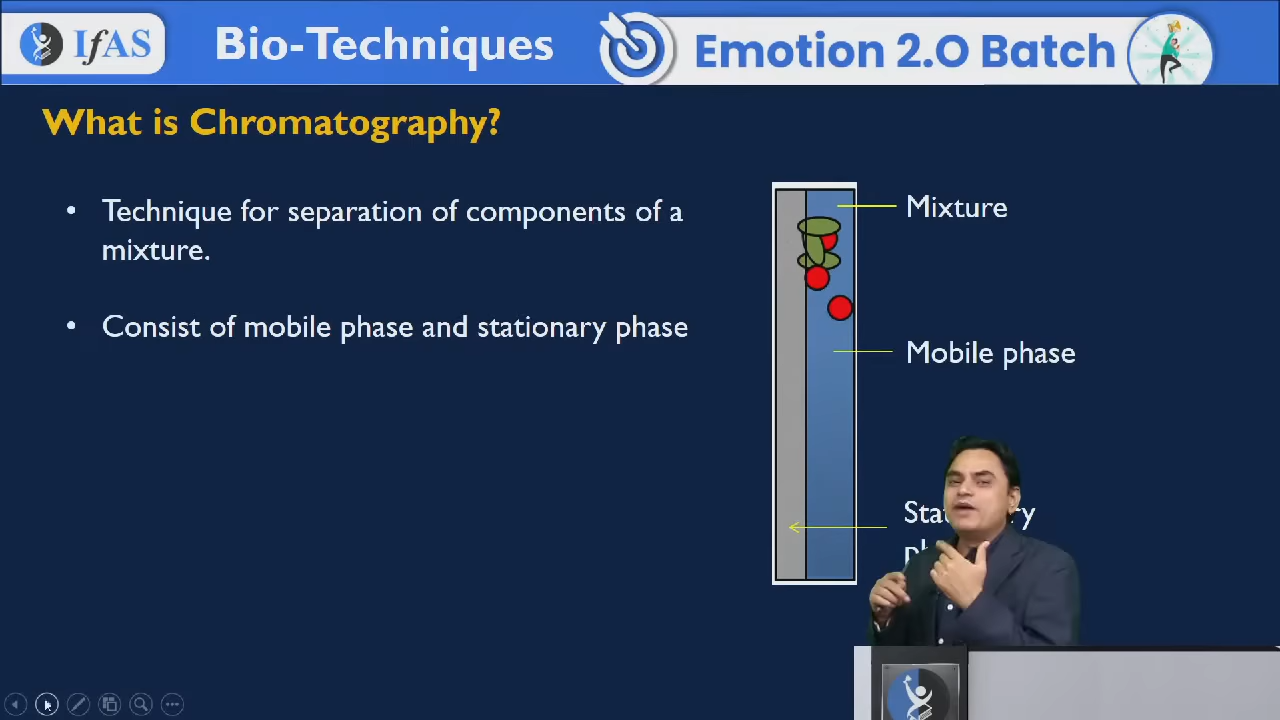 IfAS
Bio-Techniques
Emotion 2.O Batch
What is Chromatography?
• Technique for separation of components of a
mixture.
• Consist of mobile phase and stationary phase
Mixture
Mobile phase